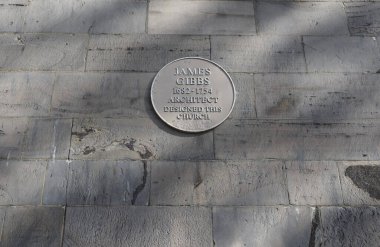 JAMES
GIBBS
1682-1754
ARCHITECT
DESIGNED THIS
CHURCH